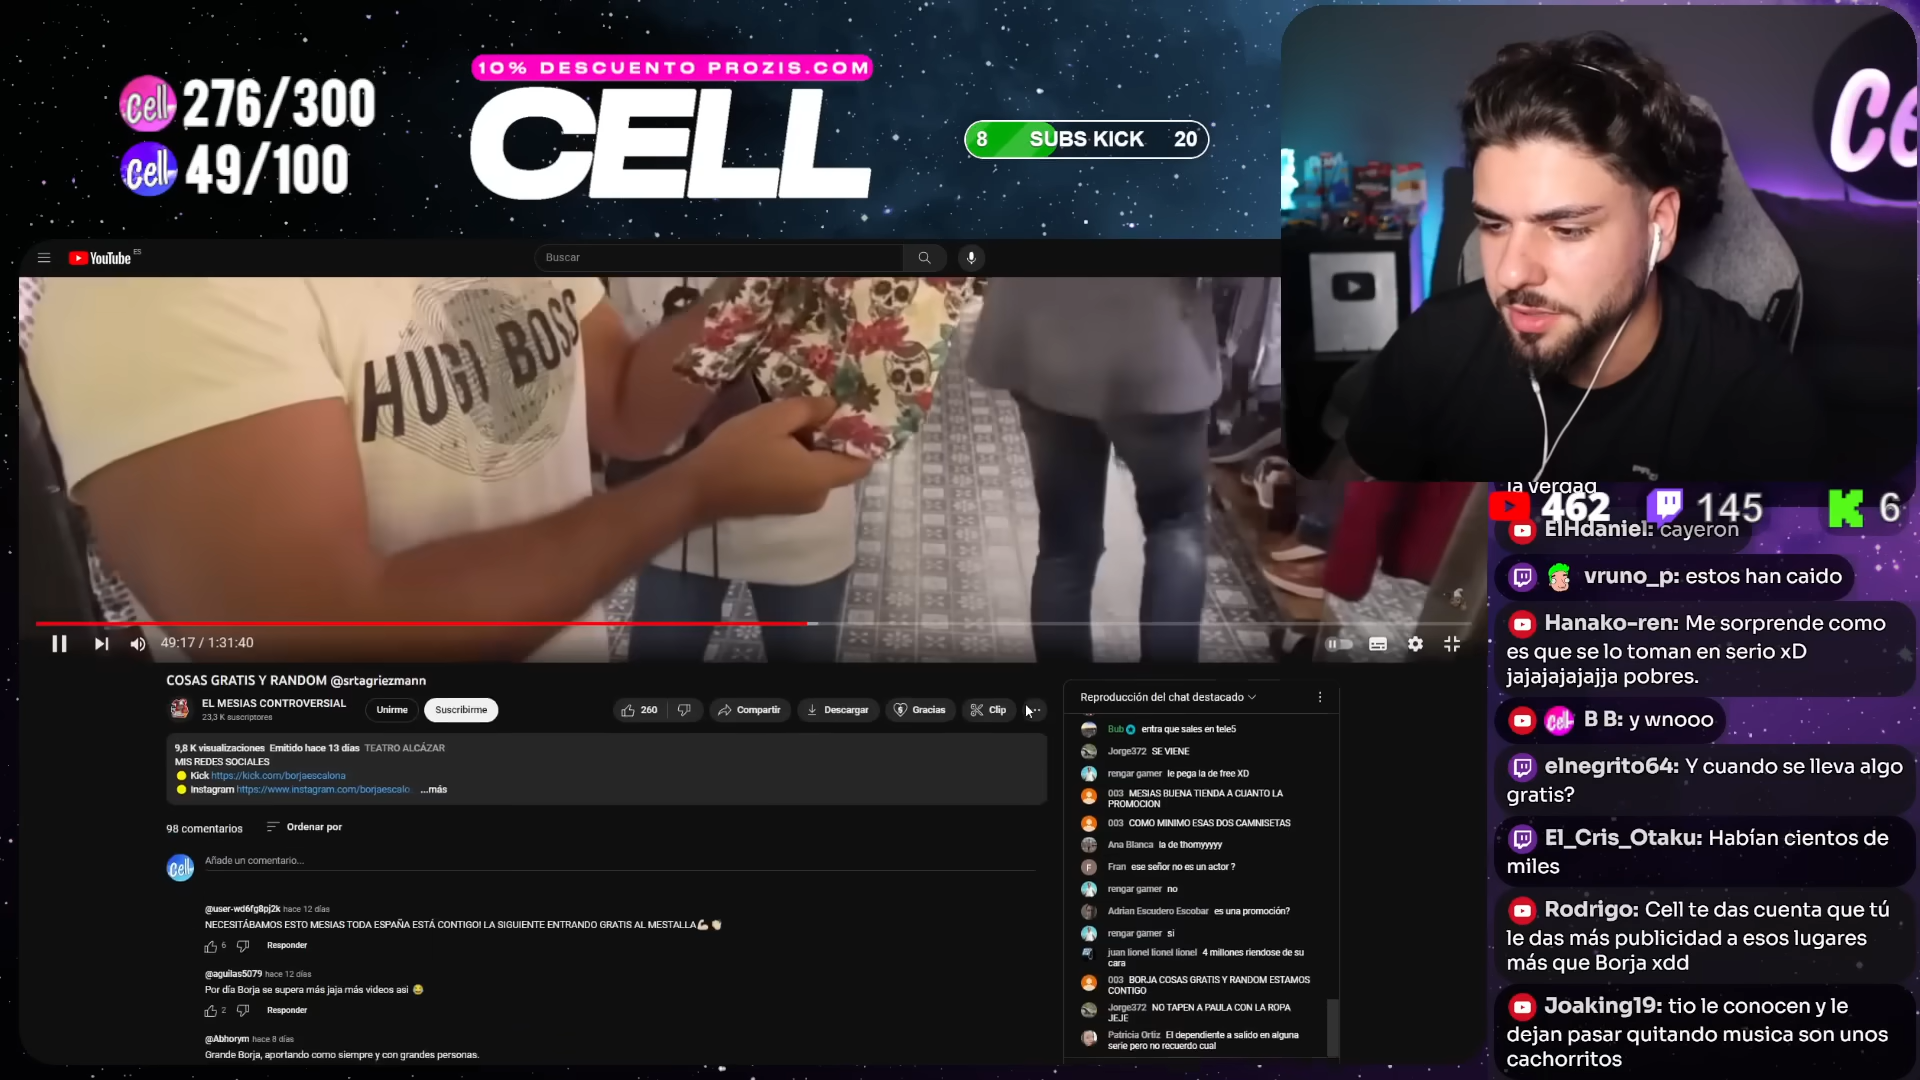 Cell 276/300
Cell 49/100
10% DESCUENTO PROZIS.COM
CELL
8 SUBS KICK 20
YouTube ES
Buscar
HUGO BOSS
49:17 / 1:31:40
COSAS GRATIS Y RANDOM @srtagriezmann
EL MESIAS CONTROVERSIAL
23,3 K suscriptores
Unirme
Suscribirme
260
Compartir
Descargar
Gracias
Clip
9,8 K visualizaciones Emitido hace 13 días TEATRO ALCÁZAR
MIS REDES SOCIALES
Kick https://kick.com/borjaescalona
Instagram https://www.instagram.com/borjaescalo ...más
98 comentarios
Ordenar por
Cell
Añade un comentario...
@user-wd6fg8pj2k hace 12 días
NECESITÁBAMOS ESTO MESIAS TODA ESPAÑA ESTÁ CONTIGO! LA SIGUIENTE ENTRANDO GRATIS AL MESTALLA💪🏻👏🏻
6 Responder
@aguilas5079 hace 12 días
Por día Borja se supera más jaja más videos asi 😂
2 Responder
@Abhorym hace 8 días
Grande Borja, aportando como siempre y con grandes personas.
Reproducción del chat destacado
Bub entra que sales en tele5
Jorge372 SE VIENE
rengar gamer le pega la de free XD
003 MESIAS BUENA TIENDA A CUANTO LA
PROMOCION
003 COMO MINIMO ESAS DOS CAMNISETAS
Ana Blanca la de thomyyyyy
F Fran ese señor no es un actor ?
rengar gamer no
Adrian Escudero Escobar es una promoción?
rengar gamer si
juan lionel lionel lionel 4 millones riendose de su
cara
003 BORJA COSAS GRATIS Y RANDOM ESTAMOS
CONTIGO
Jorge372 NO TAPEN A PAULA CON LA ROPA
JEJE
Patricia Ortiz El dependiente a salido en alguna
serie pero no recuerdo cual
la verdad
462 145 6
ElHdaniel: cayeron
vruno_p: estos han caido
Hanako-ren: Me sorprende como
es que se lo toman en serio xD
jajajajajajja pobres.
B B: y wnooo
elnegrito64: Y cuando se lleva algo
gratis?
El_Cris_Otaku: Habían cientos de
miles
Rodrigo: Cell te das cuenta que tú
le das más publicidad a esos lugares
más que Borja xdd
Joaking19: tio le conocen y le
dejan pasar quitando musica son unos
cachorritos